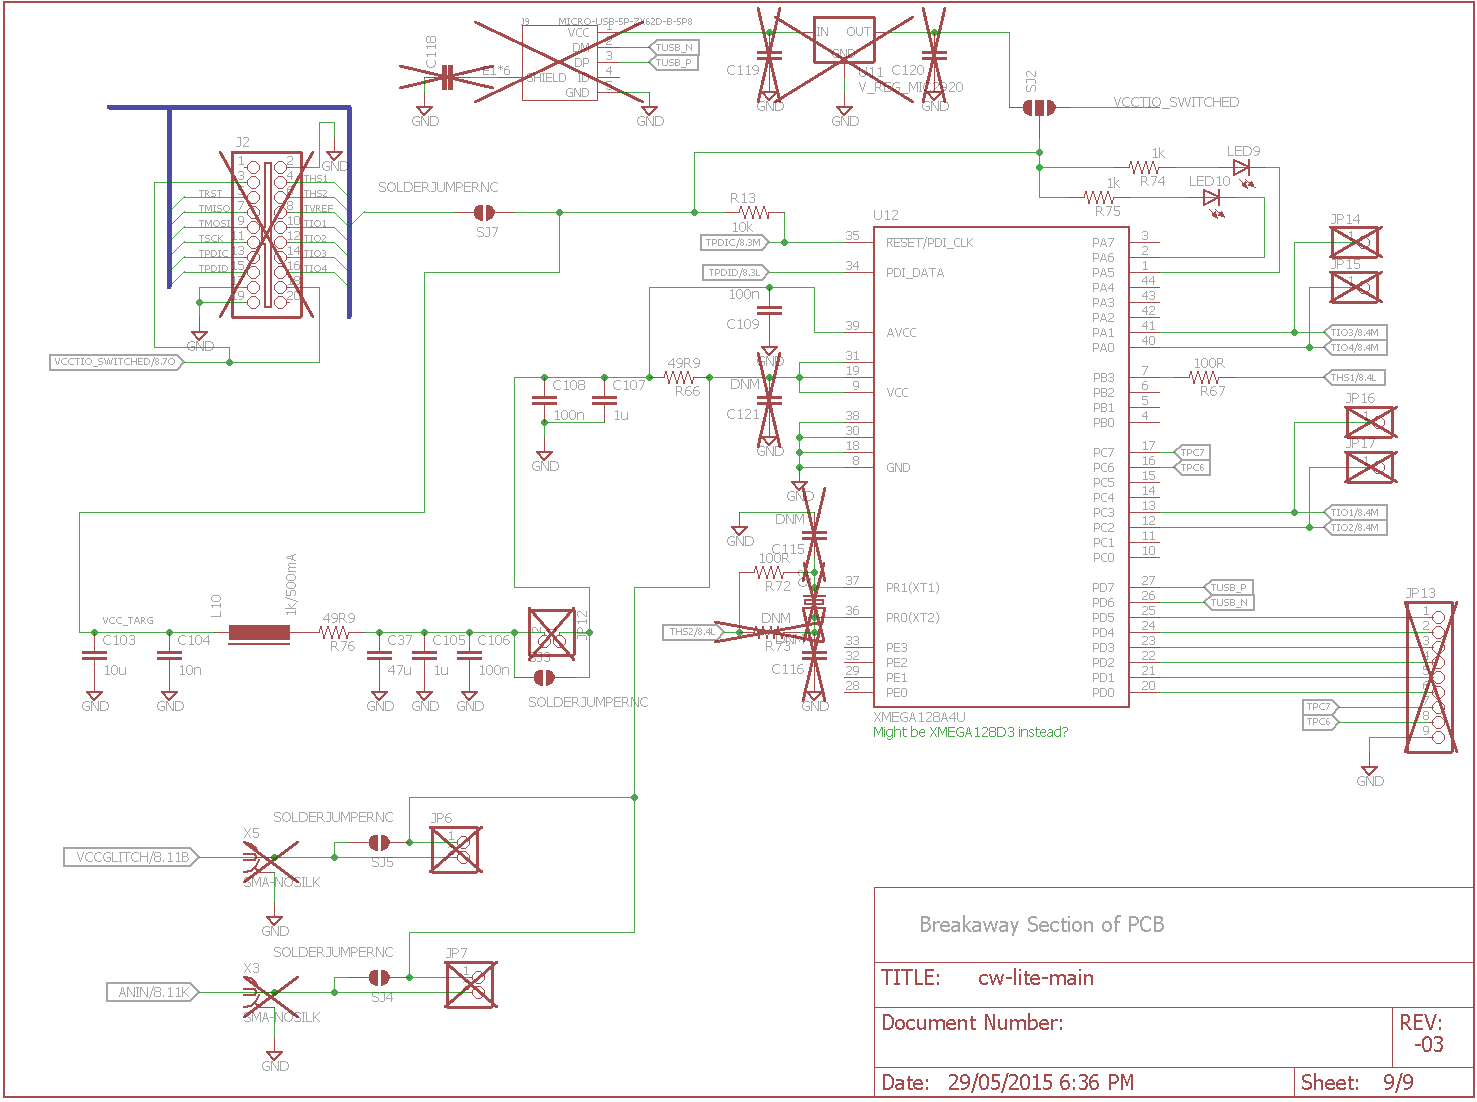 J9 MICRO-USB-5P-ZX62D-B-5P8
VCC 1
DM 2
DP 3
ID 4
GND
SHIELD
E1*6
C118
GND
GND
TUSB_N
TUSB_P
C119
GND
IN OUT
GND
U11
V_REG_MIC2920
GND
C120
GND
SJ2
VCCTIO_SWITCHED
J2
GND
1 2
3 4 THS1
TRST THS2
TMISO 7 8 TVREF
TMOSI 9 10 TIO1
TSCK 11 12 TIO2
TPDIC 13 14 TIO3
TPDID 15 16 TIO4
19 20
GND
VCCTIO_SWITCHED/8.7O
SOLDERJUMPERNC
SJ7
R13
10k
TPDIC/8.3M
TPDID/8.3L
1k
R74
LED9
1k
R75
LED10
U12
35 RESET/PDI_CLK
34 PDI_DATA
39 AVCC
31
19
9 VCC
38
30
18
8 GND
37 PR1(XT1)
36 PR0(XT2)
33 PE3
32 PE2
29 PE1
28 PE0
PA7 3
PA6 2
PA5 1
PA4 44
PA3 43
PA2 42
PA1 41
PA0 40
PB3 7
PB2 6
PB1 5
PB0 4
PC7 17
PC6 16
PC5 15
PC4 14
PC3 13
PC2 12
PC1 11
PC0 10
PD7 27
PD6 26
PD5 25
PD4 24
PD3 23
PD2 22
PD1 21
PD0 20
XMEGA128A4U
Might be XMEGA128D3 instead?
JP14
1
JP15
1
TIO3/8.4M
TIO4/8.4M
100R
R67
THS1/8.4L
JP16
1
JP17
1
TPC7
TPC6
TIO1/8.4M
TIO2/8.4M
TUSB_P
TUSB_N
JP13
1
2
3
8
9
TPC7
TPC6
GND
100n
C109
GND
49R9
R66
DNM
C121
GND
C108
100n
C107
1u
GND
GND
DNM
C115
GND
100R
R72
DNM
R73
THS2/8.4L
C116
GND
VCC_TARG
C103
10u
GND
C104
10n
GND
L10
1k/500mA
49R9
R76
C37
47u
GND
C105
1u
GND
C106
100n
GND
JP12
2
SJ3
SOLDERJUMPERNC
SOLDERJUMPERNC
VCCGLITCH/8.11B
X5
SMA-NOSILK
GND
SJ5
JP6
1
SOLDERJUMPERNC
ANIN/8.11K
X3
SMA-NOSILK
GND
SJ4
JP7
1
Breakaway Section of PCB
TITLE: cw-lite-main
Document Number:
REV:
-03
Date: 29/05/2015 6:36 PM
Sheet: 9/9